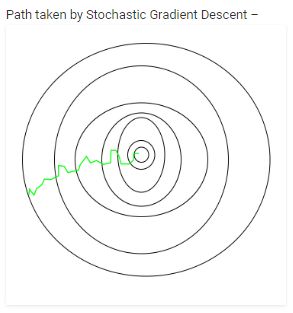 Path taken by Stochastic Gradient Descent –